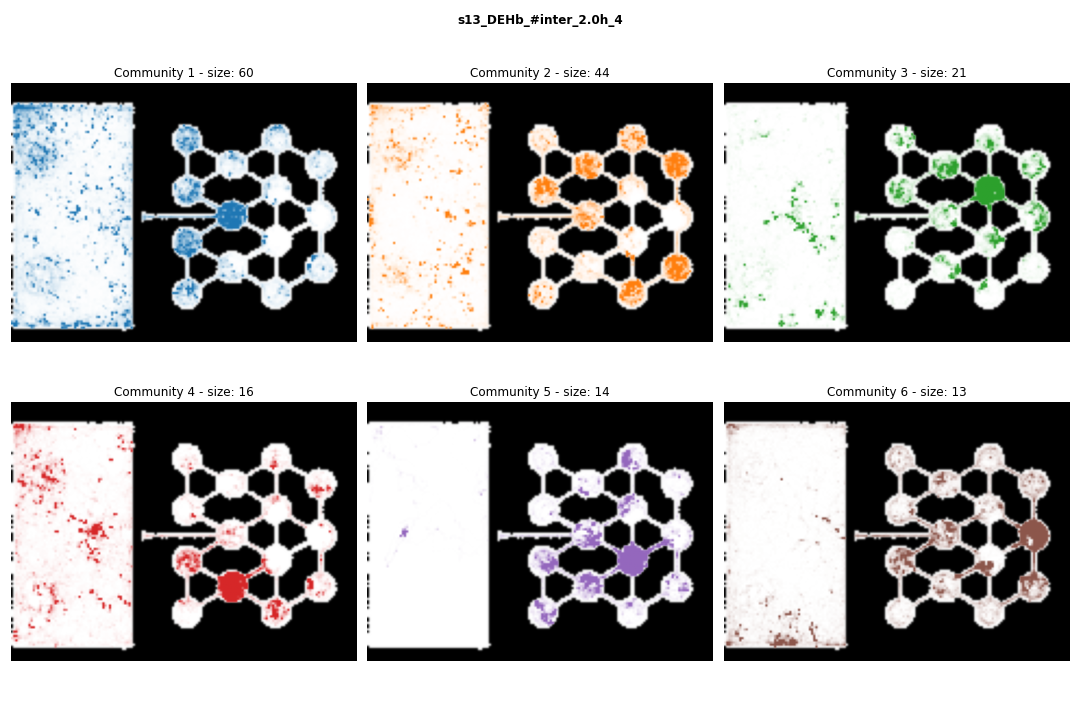 s13_DEHb_#inter_2.0h_4
Community 1 - size: 60
Community 2 - size: 44
Community 3 - size: 21
Community 4 - size: 16
Community 5 - size: 14
Community 6 - size: 13